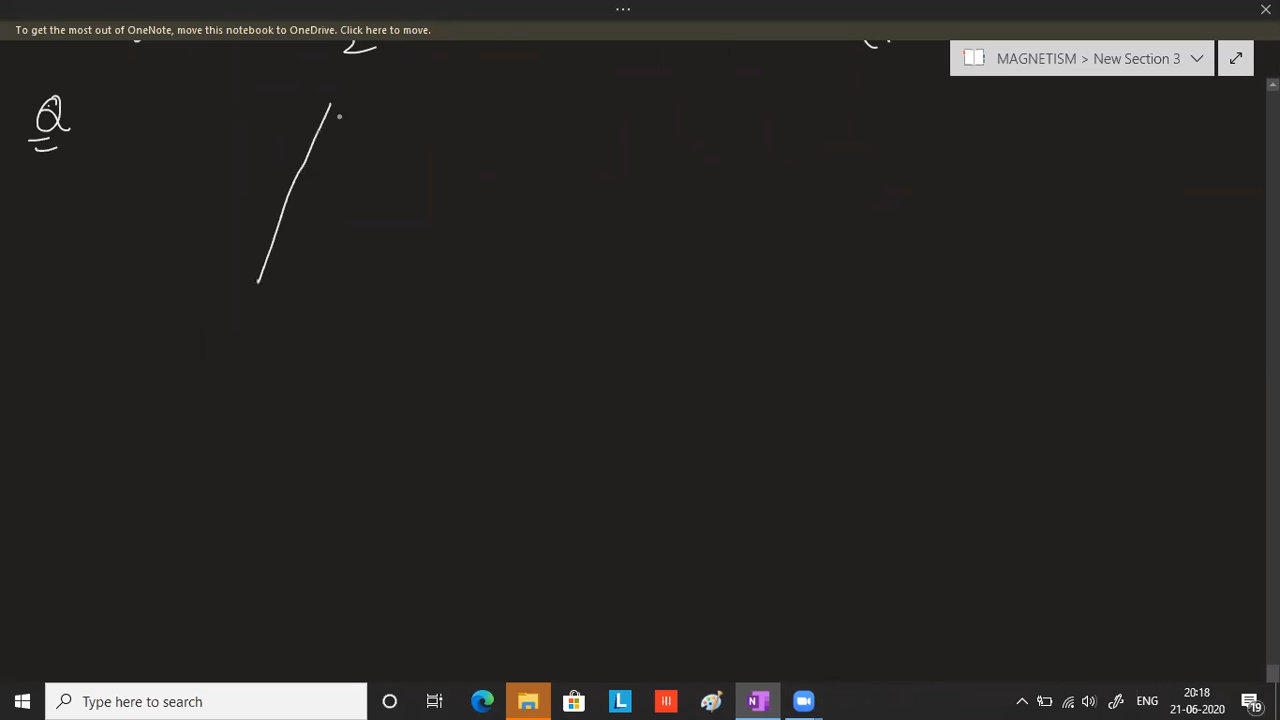 To get the most out of OneNote, move this notebook to OneDrive. Click here to move.
MAGNETISM > New Section 3
Q
Type here to search
ENG
20:18
21-06-2020
19